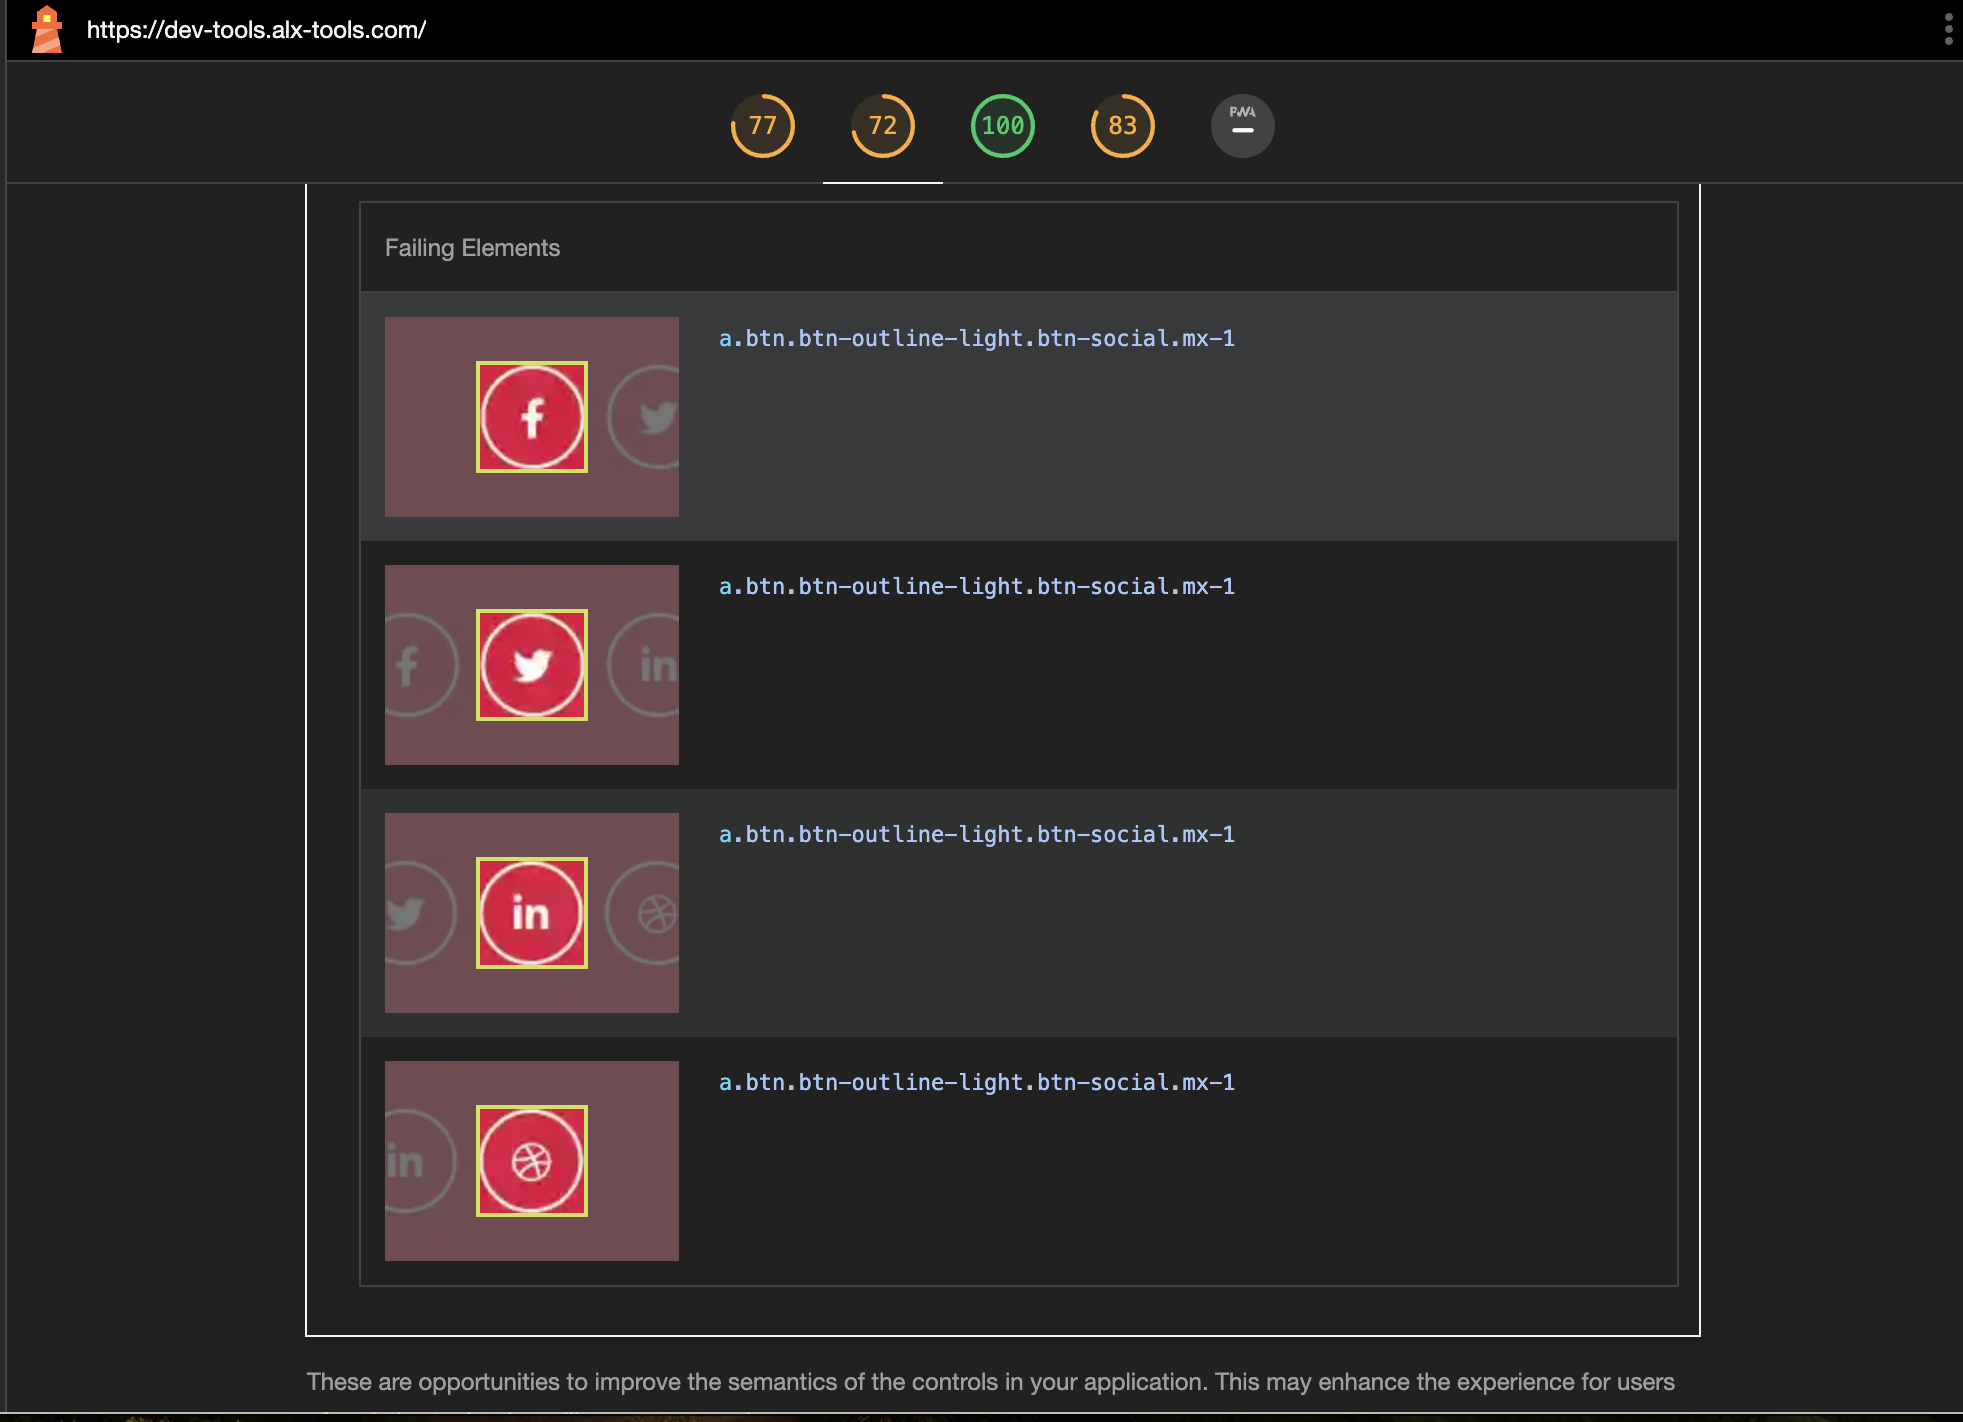 https://dev-tools.alx-tools.com/
77
72
100
83
PWA
Failing Elements
a.btn.btn-outline-light.btn-social.mx-1
f
a.btn.btn-outline-light.btn-social.mx-1
f
in
a.btn.btn-outline-light.btn-social.mx-1
in
a.btn.btn-outline-light.btn-social.mx-1
in
These are opportunities to improve the semantics of the controls in your application. This may enhance the experience for users